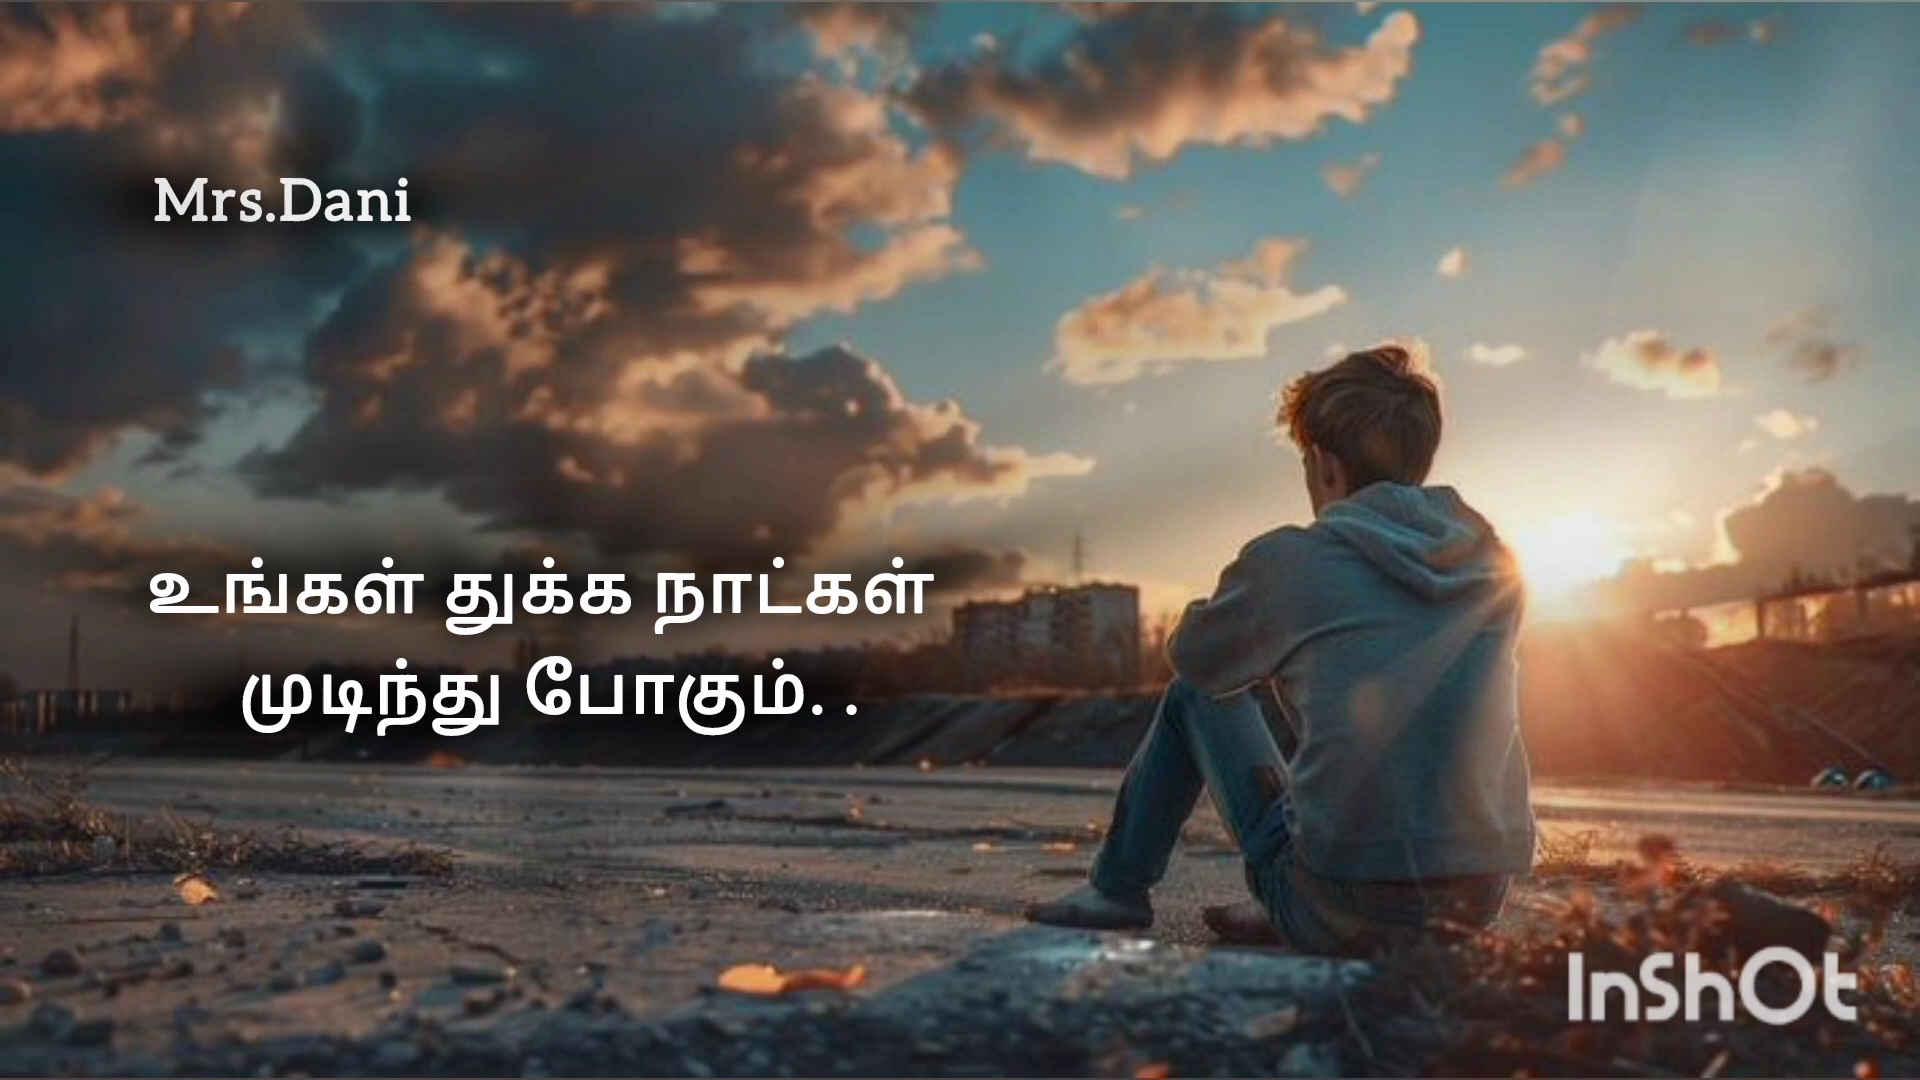 Mrs.Dani
உங்கள் துக்க நாட்கள்
முடிந்து போகும். .
InShOt